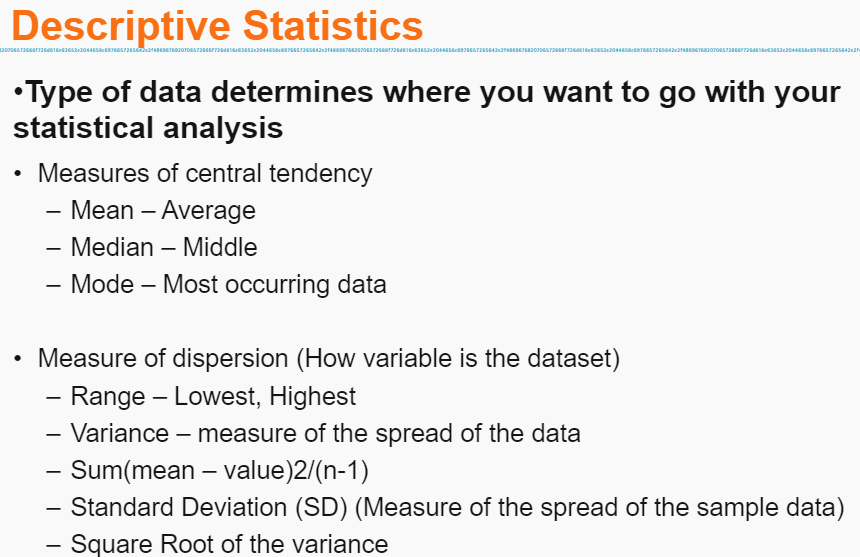 Descriptive Statistics
•Type of data determines where you want to go with your
statistical analysis
• Measures of central tendency
– Mean – Average
– Median – Middle
– Mode – Most occurring data
• Measure of dispersion (How variable is the dataset)
– Range – Lowest, Highest
– Variance – measure of the spread of the data
– Sum(mean – value)2/(n-1)
– Standard Deviation (SD) (Measure of the spread of the sample data)
– Square Root of the variance